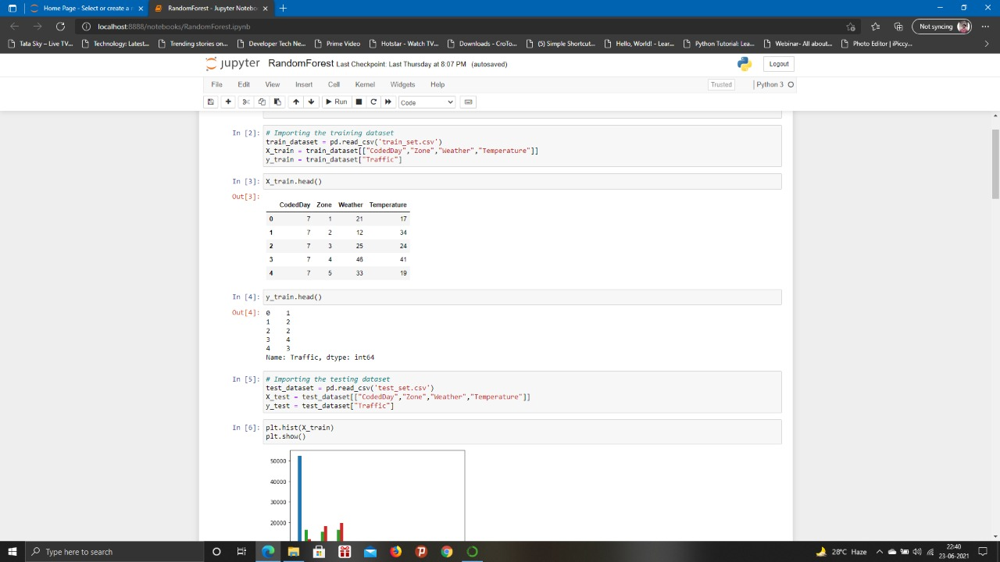 Home Page - Select or create a n
RandomForest - Jupyter Notebo
localhost:8888/notebooks/RandomForest.ipynb
Not syncing
Tata Sky – Live TV...
Technology: Latest...
Trending stories on...
Developer Tech Ne...
Prime Video
Hotstar - Watch TV...
Downloads - CroTo...
(5) Simple Shortcut...
Hello, World! - Lear...
Python Tutorial: Lea...
Webinar- All about...
Photo Editor | iPiccy...
jupyter RandomForest Last Checkpoint: Last Thursday at 8:07 PM (autosaved)
Logout
File Edit View Insert Cell Kernel Widgets Help
Trusted
Python 3
Run
Code
In [2]: # Importing the training dataset
train_dataset = pd.read_csv('train_set.csv')
X_train = train_dataset[["CodedDay","Zone","Weather","Temperature"]]
y_train = train_dataset["Traffic"]
In [3]: X_train.head()
Out[3]:
CodedDay Zone Weather Temperature
0 7 1 21 17
1 7 2 12 34
2 7 3 25 24
3 7 4 46 41
4 7 5 33 19
In [4]: y_train.head()
Out[4]: 0 1
1 2
2 2
3 4
4 3
Name: Traffic, dtype: int64
In [5]: # Importing the testing dataset
test_dataset = pd.read_csv('test_set.csv')
X_test = test_dataset[["CodedDay","Zone","Weather","Temperature"]]
y_test = test_dataset["Traffic"]
In [6]: plt.hist(X_train)
plt.show()
50000
40000
30000
20000
Type here to search
28°C Haze
22:40
23-06-2021